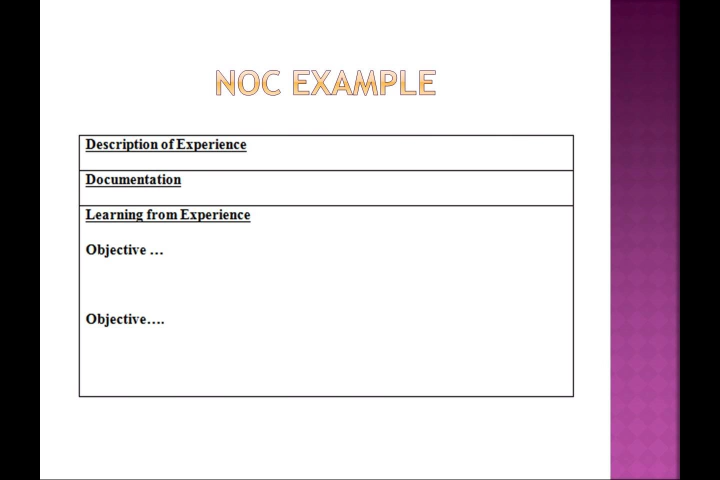 NOC EXAMPLE
Description of Experience
Documentation
Learning from Experience
Objective …
Objective….